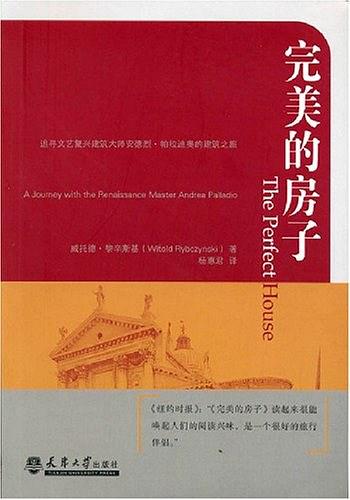 完美的房子
The Perfect House
追寻文艺复兴建筑大师安德烈·帕拉迪奥的建筑之旅
A Journey with the Renaissance Master Andrea Palladio
威托德·黎辛斯基（Witold Rybczynski）著
杨惠君 译
《纽约时报》：“《完美的房子》读起来很能
唤起人们的阅读兴味，是一个很好的旅行
伴侣。”
天津大学出版社